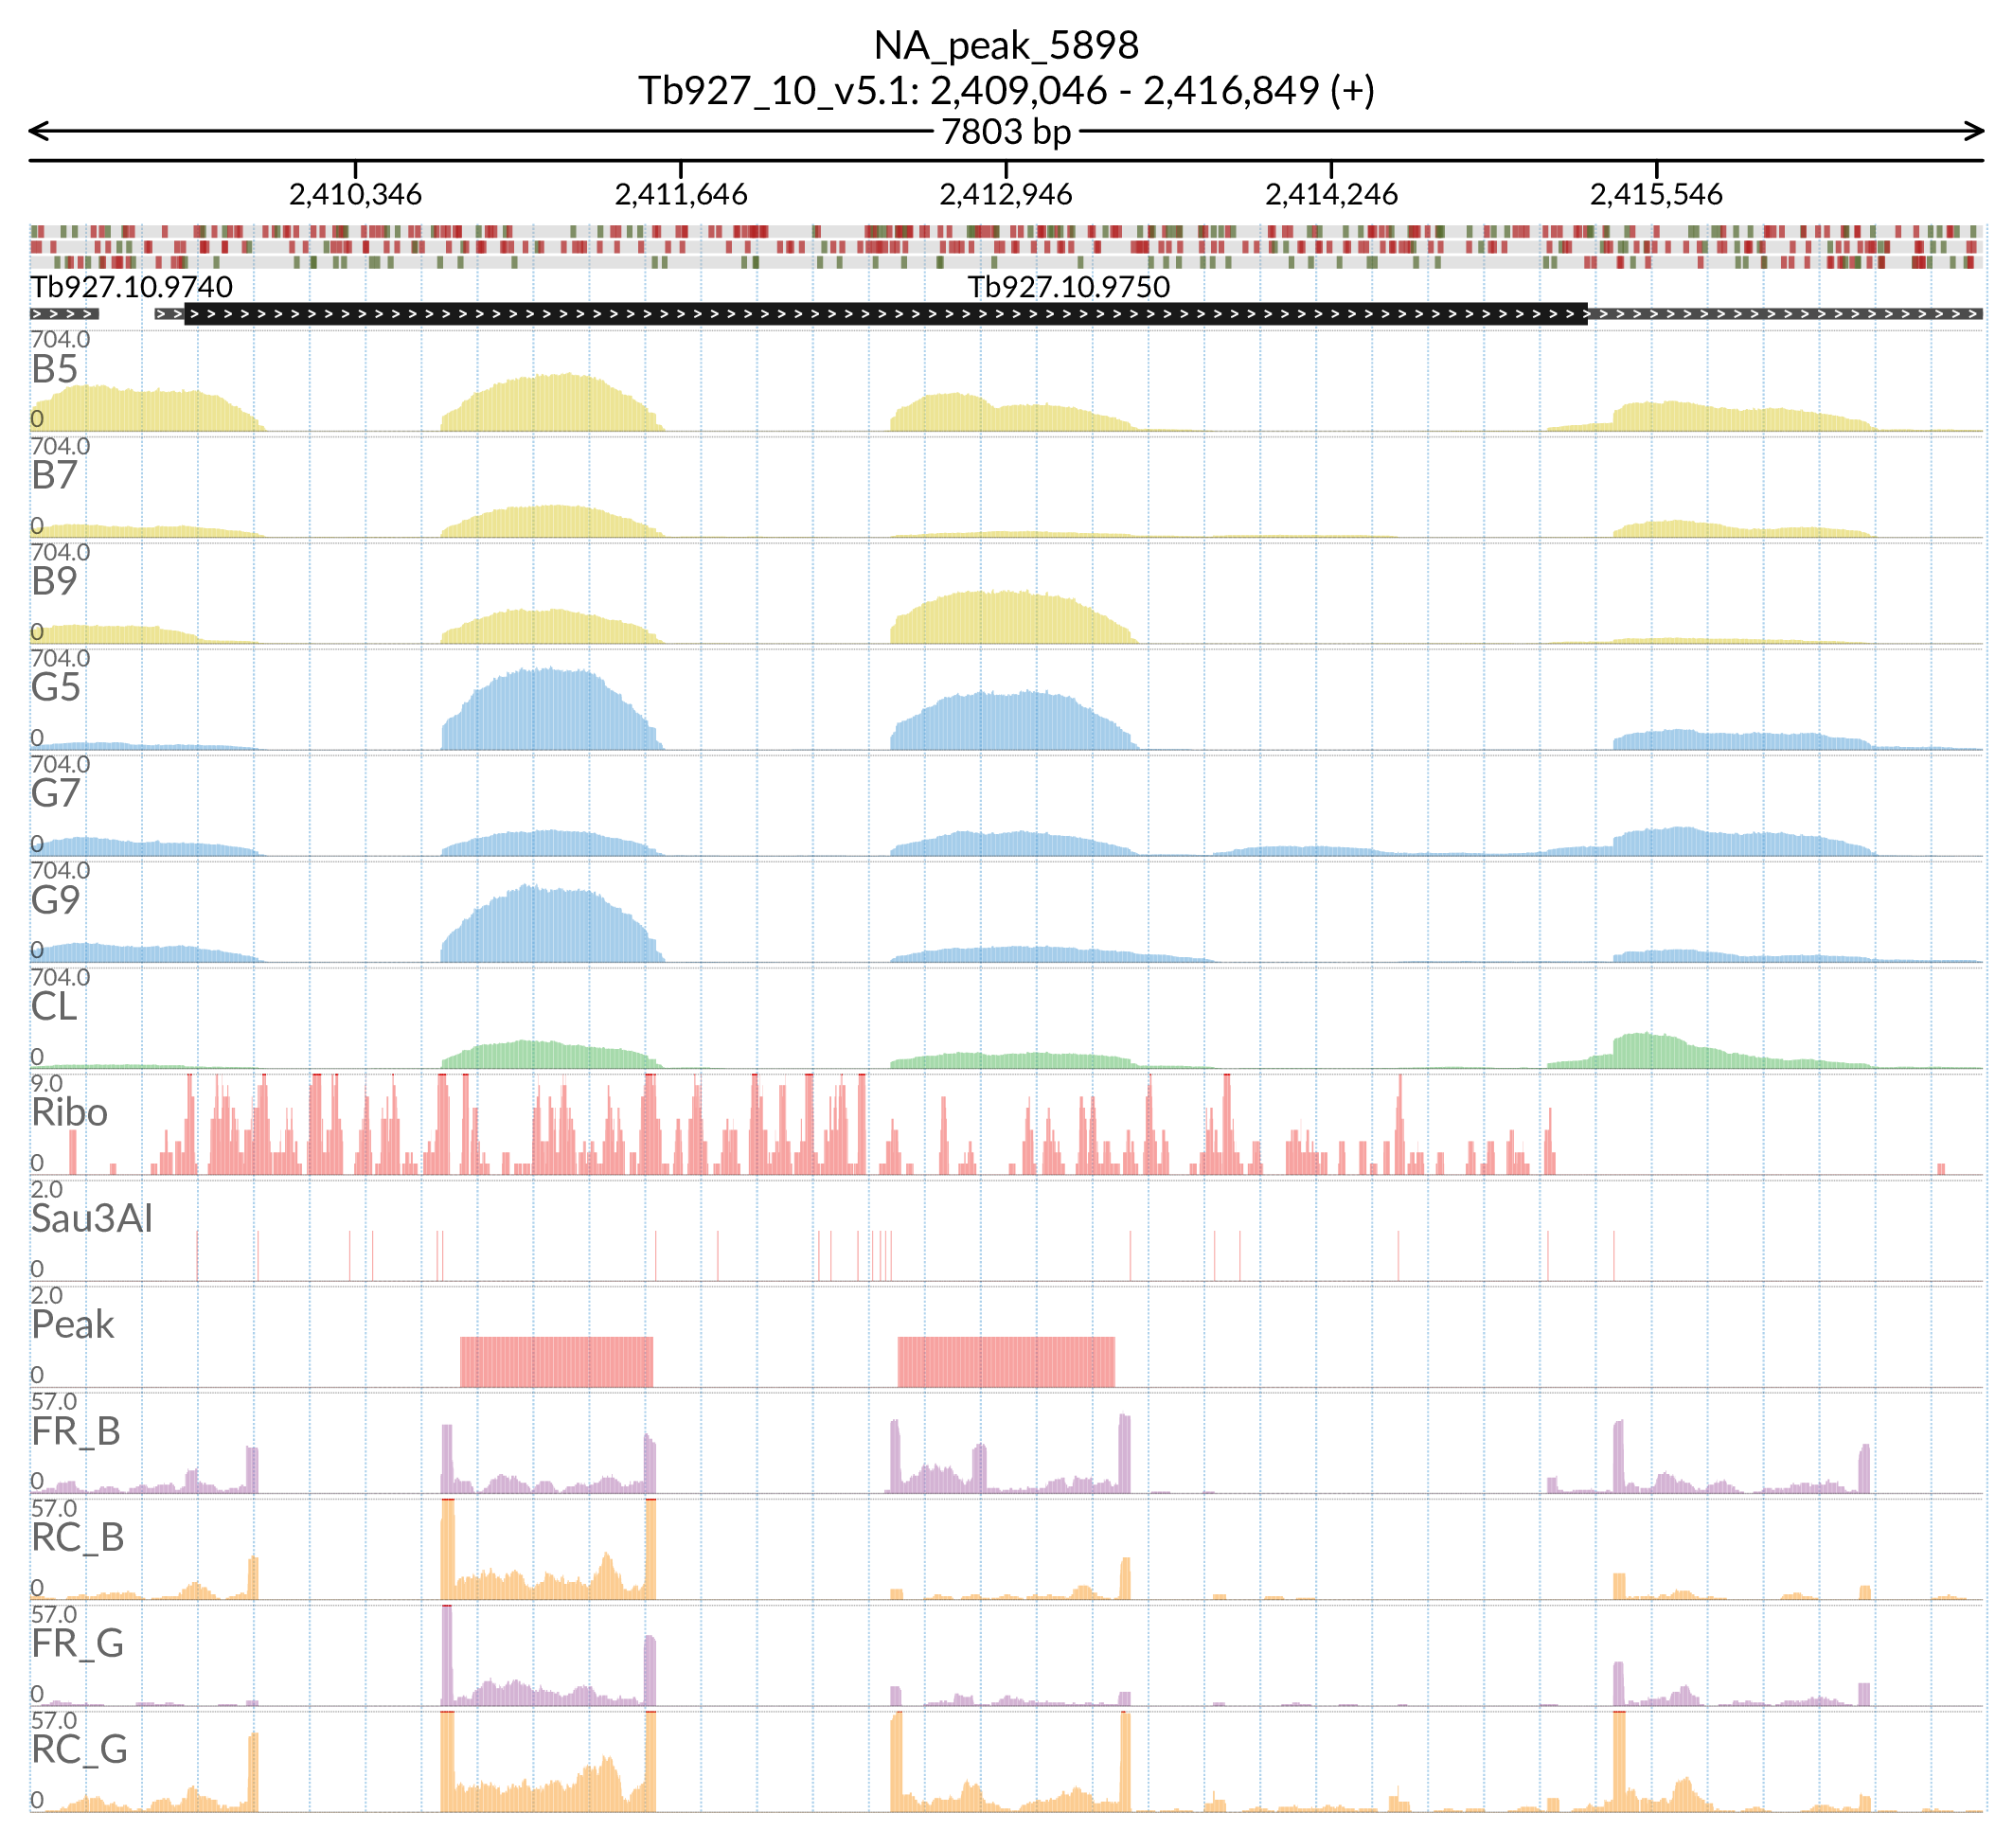 NA_peak_5898
Tb927_10_v5.1: 2,409,046 - 2,416,849 (+)
7803 bp
2,410,346 2,411,646 2,412,946 2,414,246 2,415,546
Tb927.10.9740 Tb927.10.9750
704.0
B5
0
704.0
B7
0
704.0
B9
0
704.0
G5
0
704.0
G7
0
704.0
G9
0
704.0
CL
0
9.0
Ribo
0
2.0
Sau3AI
0
2.0
Peak
0
57.0
FR_B
0
57.0
RC_B
0
57.0
FR_G
0
57.0
RC_G
0